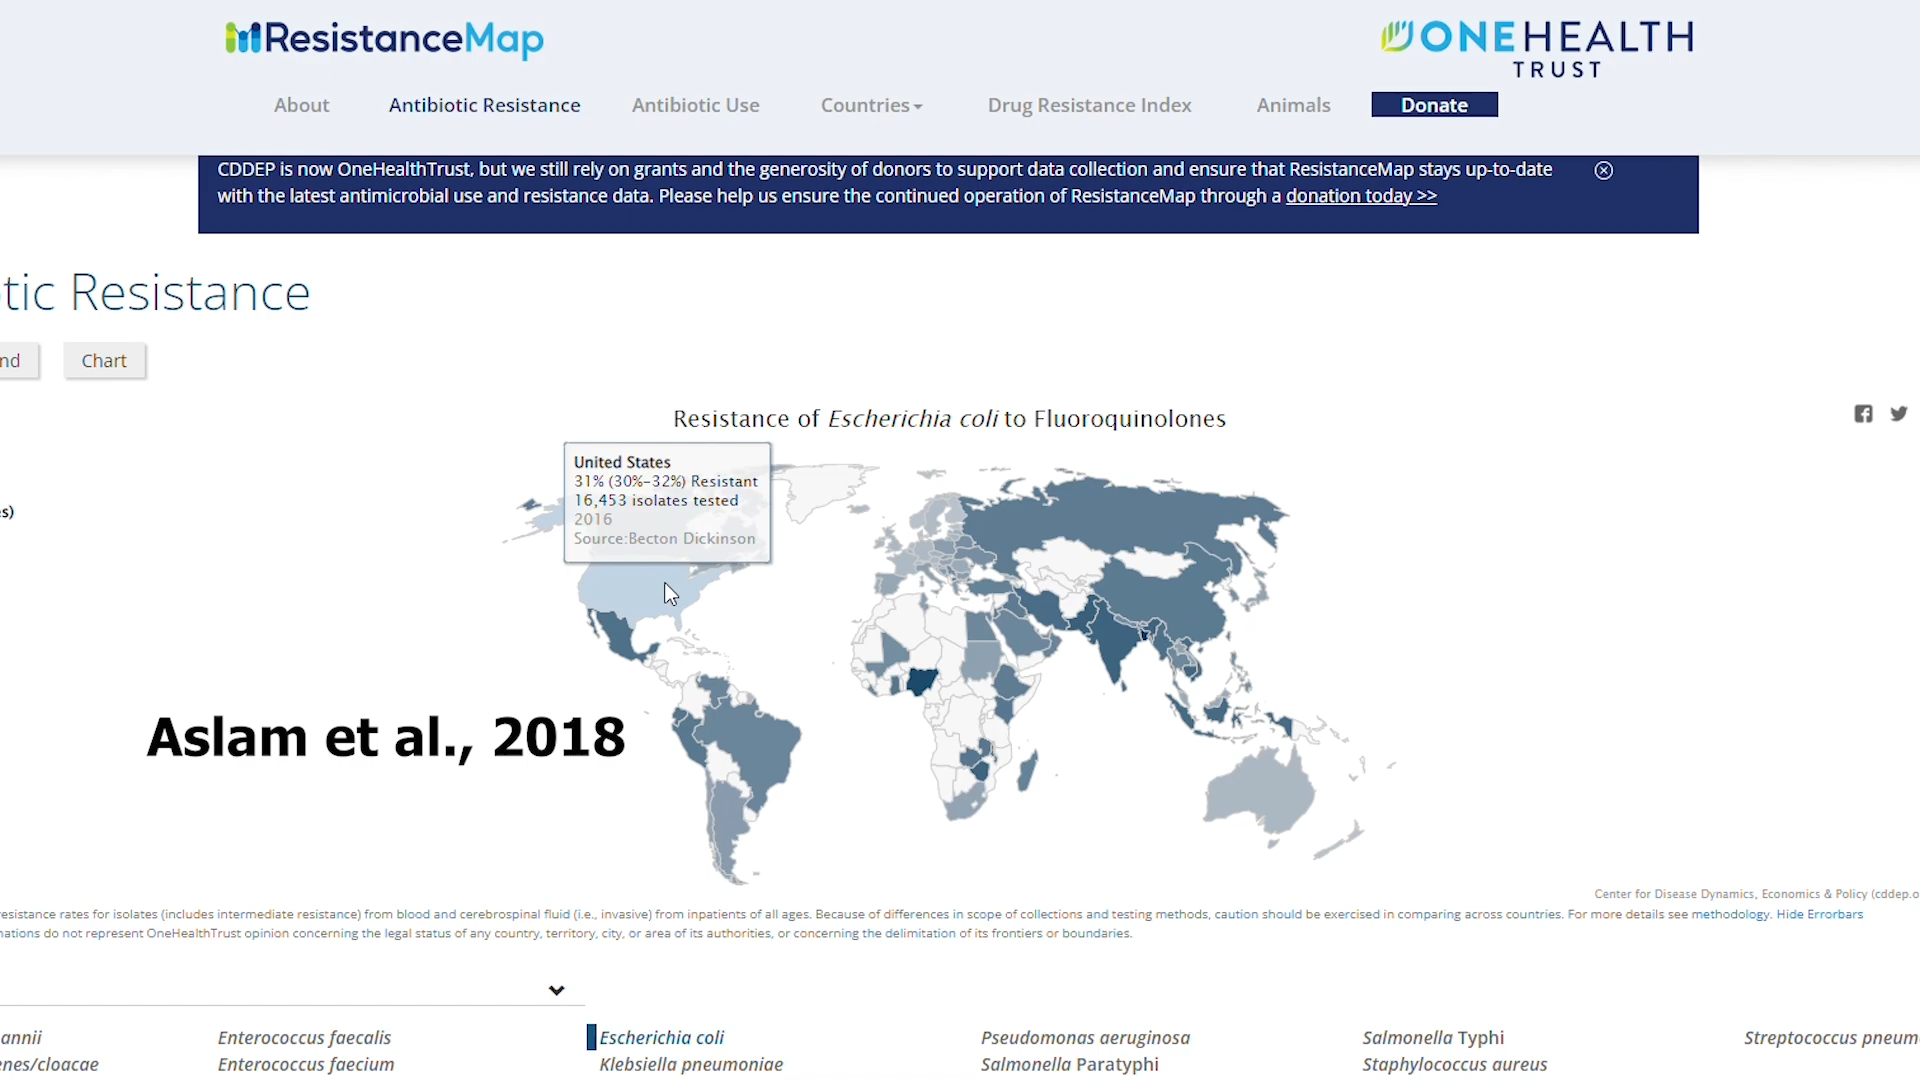 ResistanceMap
ONEHEALTH
TRUST
About Antibiotic Resistance Antibiotic Use Countries Drug Resistance Index Animals Donate
CDDEP is now OneHealthTrust, but we still rely on grants and the generosity of donors to support data collection and ensure that ResistanceMap stays up-to-date
with the latest antimicrobial use and resistance data. Please help us ensure the continued operation of ResistanceMap through a donation today >>
tic Resistance
nd Chart
Resistance of Escherichia coli to Fluoroquinolones
United States
31% (30%-32%) Resistant
16,453 isolates tested
2016
Source:Becton Dickinson
s)
Aslam et al., 2018
Center for Disease Dynamics, Economics & Policy (cddep.o
esistance rates for isolates (includes intermediate resistance) from blood and cerebrospinal fluid (i.e., invasive) from inpatients of all ages. Because of differences in scope of collections and testing methods, caution should be exercised in comparing across countries. For more details see methodology. Hide Errorbars
nations do not represent OneHealthTrust opinion concerning the legal status of any country, territory, city, or area of its authorities, or concerning the delimitation of its frontiers or boundaries.
annii Enterococcus faecalis Escherichia coli Pseudomonas aeruginosa Salmonella Typhi Streptococcus pneum
enes/cloacae Enterococcus faecium Klebsiella pneumoniae Salmonella Paratyphi Staphylococcus aureus